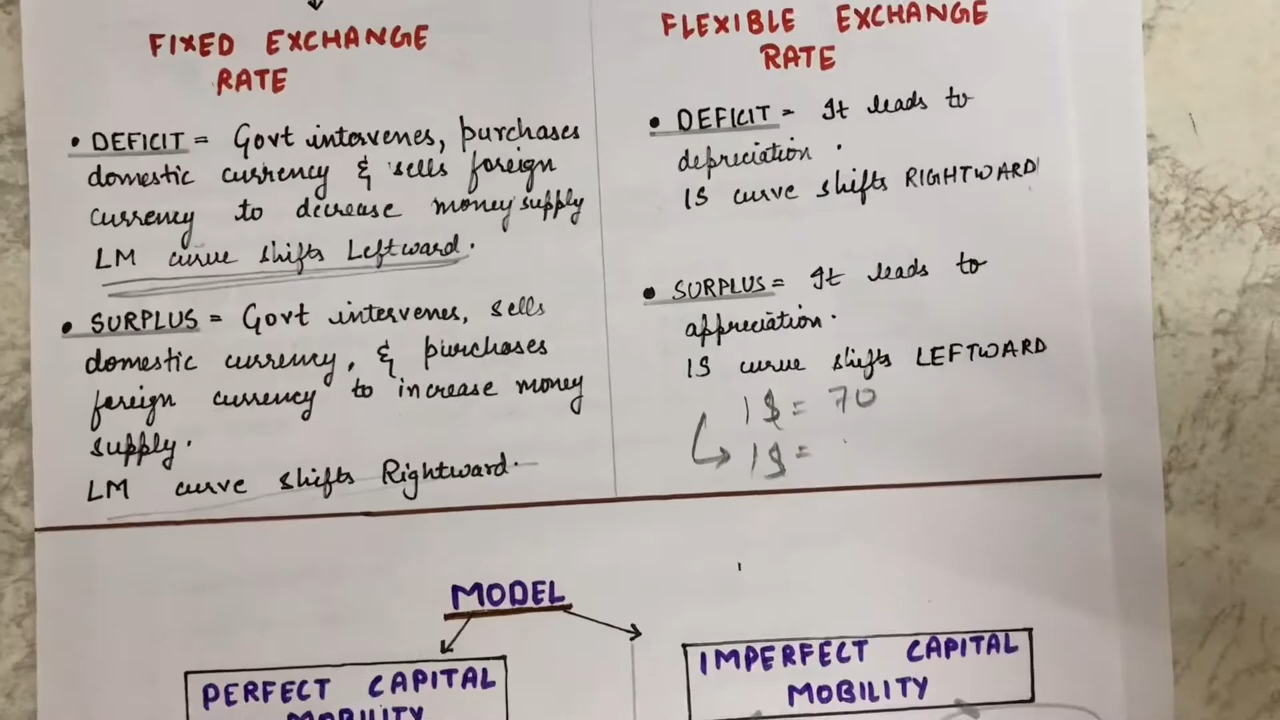 FIXED EXCHANGE
RATE
• DEFICIT = Govt intervenes, purchases
domestic currency & sells foreign
currency to decrease money supply
LM curve shifts Leftward.
• SURPLUS = Govt intervenes, sells
domestic currency, & purchases
foreign currency to increase money
supply.
LM curve shifts Rightward.
FLEXIBLE EXCHANGE
RATE
• DEFICIT = It leads to
depreciation.
IS curve shifts RIGHTWARD
• SURPLUS = It leads to
appreciation.
IS curve shifts LEFTWARD
1$ = 70
1$ =
MODEL
PERFECT CAPITAL
MOBILITY
IMPERFECT CAPITAL
MOBILITY